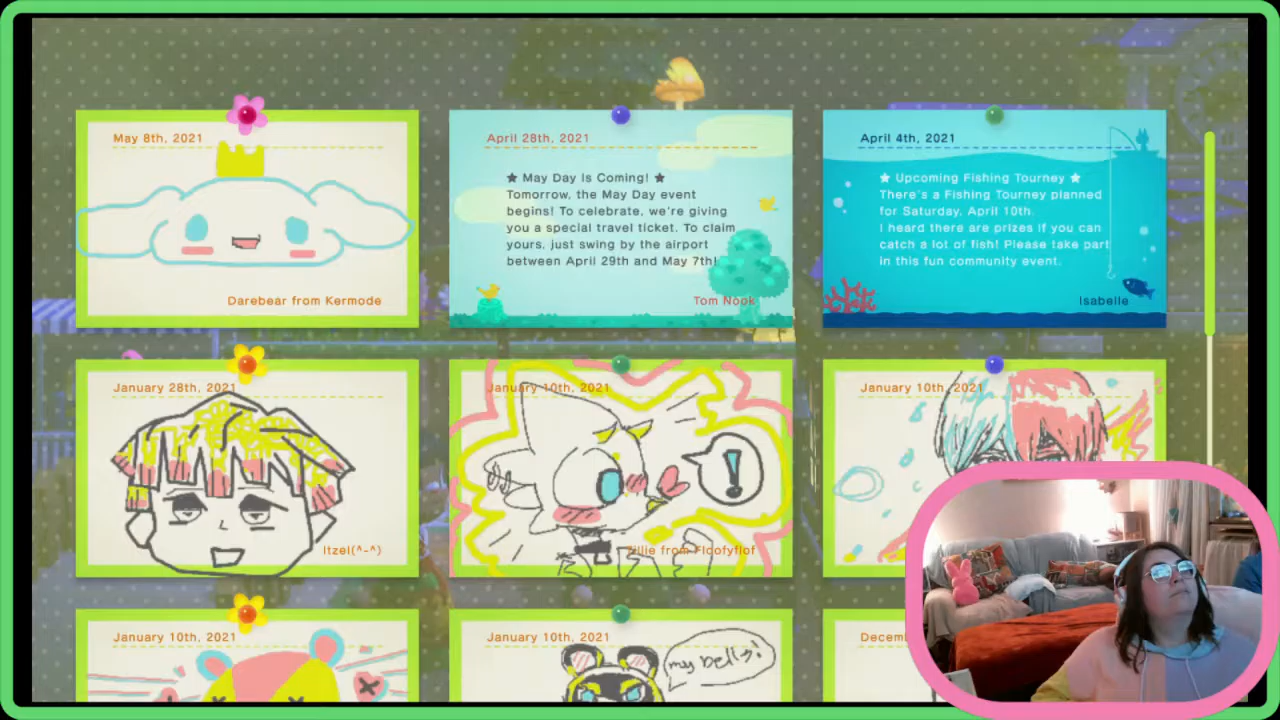 May 8th, 2021
Darebear from Kermode
April 28th, 2021
★ May Day Is Coming! ★
Tomorrow, the May Day event
begins! To celebrate, we're giving
you a special travel ticket. To claim
yours, just swing by the airport
between April 29th and May 7th!
Tom Nook
April 4th, 2021
★ Upcoming Fishing Tourney ★
There's a Fishing Tourney planned
for Saturday, April 10th.
I heard there are prizes if you can
catch a lot of fish! Please take part
in this fun community event.
Isabelle
January 28th, 2021
Itzel(^-^)
January 10th, 2021
!
from Floofyflof
January 10th, 2021
January 10th, 2021
January 10th, 2021
my bells!